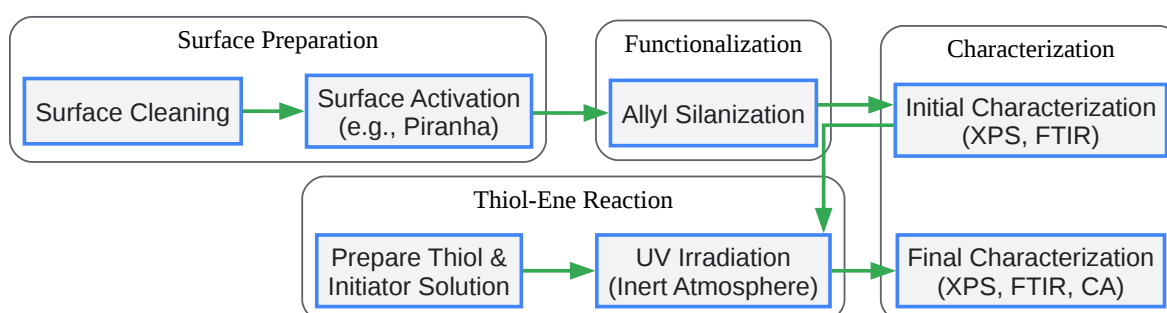 Surface Preparation
Surface Cleaning
Surface Activation
(e.g., Piranha)
Functionalization
Allyl Silanization
Characterization
Initial Characterization
(XPS, FTIR)
Thiol-Ene Reaction
Prepare Thiol &
Initiator Solution
UV Irradiation
(Inert Atmosphere)
Final Characterization
(XPS, FTIR, CA)